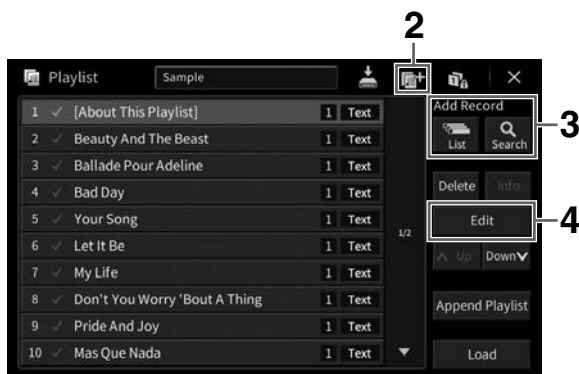 2
Playlist Sample
Add Record
1 [About This Playlist] 1 Text
List Search
3
2 Beauty And The Beast 1 Text
3 Ballade Pour Adeline 1 Text
4 Bad Day 1 Text
Delete Info
5 Your Song 1 Text
Edit
4
1/2
6 Let It Be 1 Text
Up Down
7 My Life 1 Text
8 Don't You Worry 'Bout A Thing 1 Text
Append Playlist
9 Pride And Joy 1 Text
10 Mas Que Nada 1 Text
Load